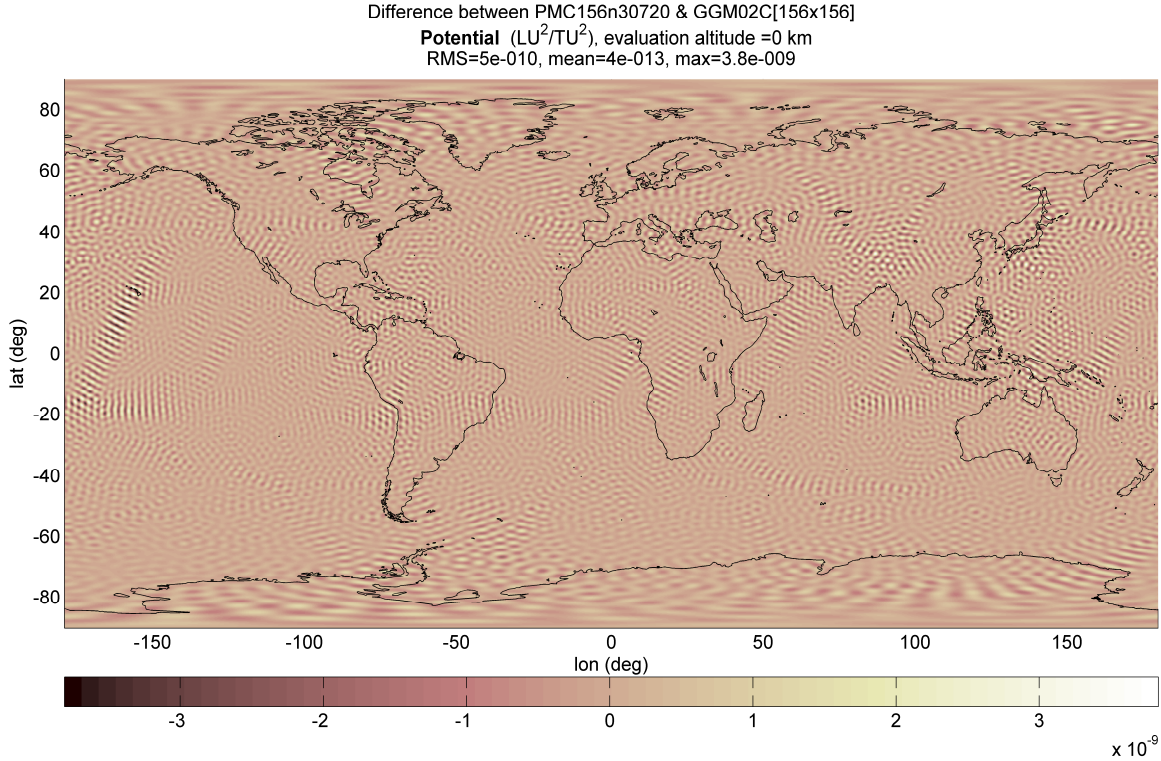 Difference between PMC156n30720 & GGM02C[156x156]
Potential (LU²/TU²), evaluation altitude =0 km
RMS=5e-010, mean=4e-013, max=3.8e-009
80
60
40
20
0
-20
-40
-60
-80
lat (deg)
-150 -100 -50 0 50 100 150
lon (deg)
-3 -2 -1 0 1 2 3
x 10⁻⁹